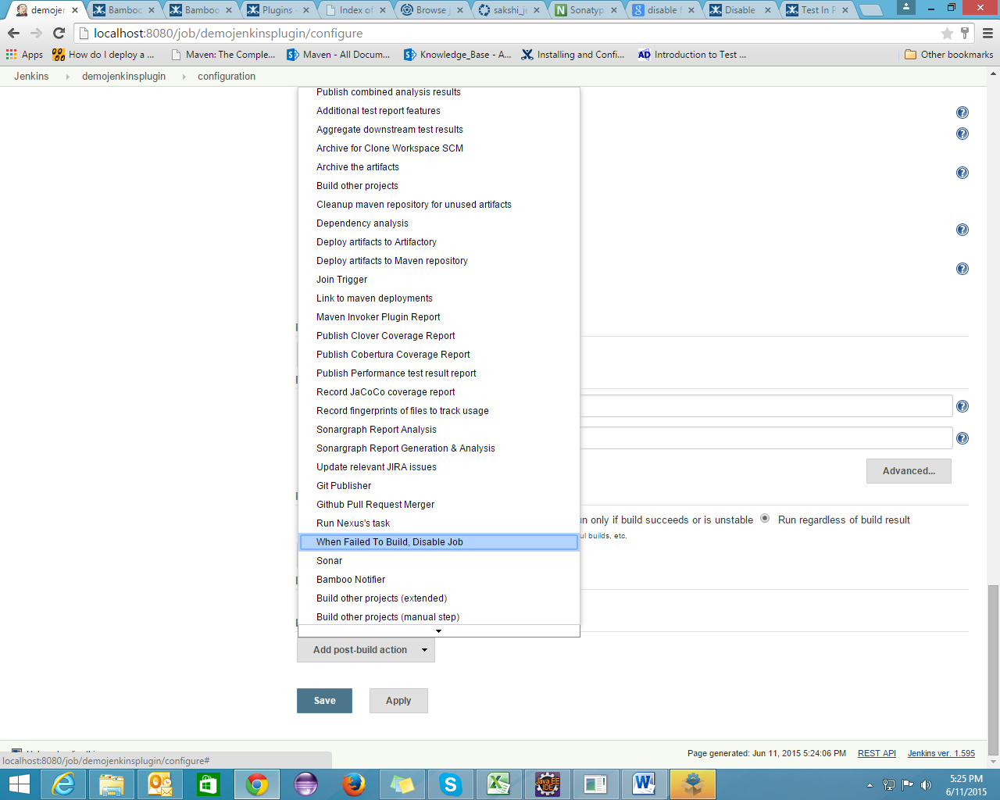 demojen
Bamboo
Bamboo
Plugins
Index of
Browse
sakshi_je
Sonatyp
disable f
Disable
Test In P
localhost:8080/job/demojenkinsplugin/configure
Apps
How do I deploy a ...
Maven: The Comple...
Maven - All Docum...
Knowledge_Base - A...
Installing and Confi...
AD Introduction to Test ...
Other bookmarks
Jenkins
demojenkinsplugin
configuration
Publish combined analysis results
Additional test report features
Aggregate downstream test results
Archive for Clone Workspace SCM
Archive the artifacts
Build other projects
Cleanup maven repository for unused artifacts
Dependency analysis
Deploy artifacts to Artifactory
Deploy artifacts to Maven repository
Join Trigger
Link to maven deployments
Maven Invoker Plugin Report
Publish Clover Coverage Report
Publish Cobertura Coverage Report
Publish Performance test result report
Record JaCoCo coverage report
Record fingerprints of files to track usage
Sonargraph Report Analysis
Sonargraph Report Generation & Analysis
Advanced...
Update relevant JIRA issues
Git Publisher
Github Pull Request Merger
Run Nexus's task
n only if build succeeds or is unstable
Run regardless of build result
ul builds, etc.
When Failed To Build, Disable Job
Sonar
Bamboo Notifier
Build other projects (extended)
Build other projects (manual step)
Add post-build action
Save
Apply
localhost:8080/job/demojenkinsplugin/configure#
Page generated: Jun 11, 2015 5:24:06 PM
REST API
Jenkins ver. 1.595
Java EE
IDE
5:25 PM
6/11/2015